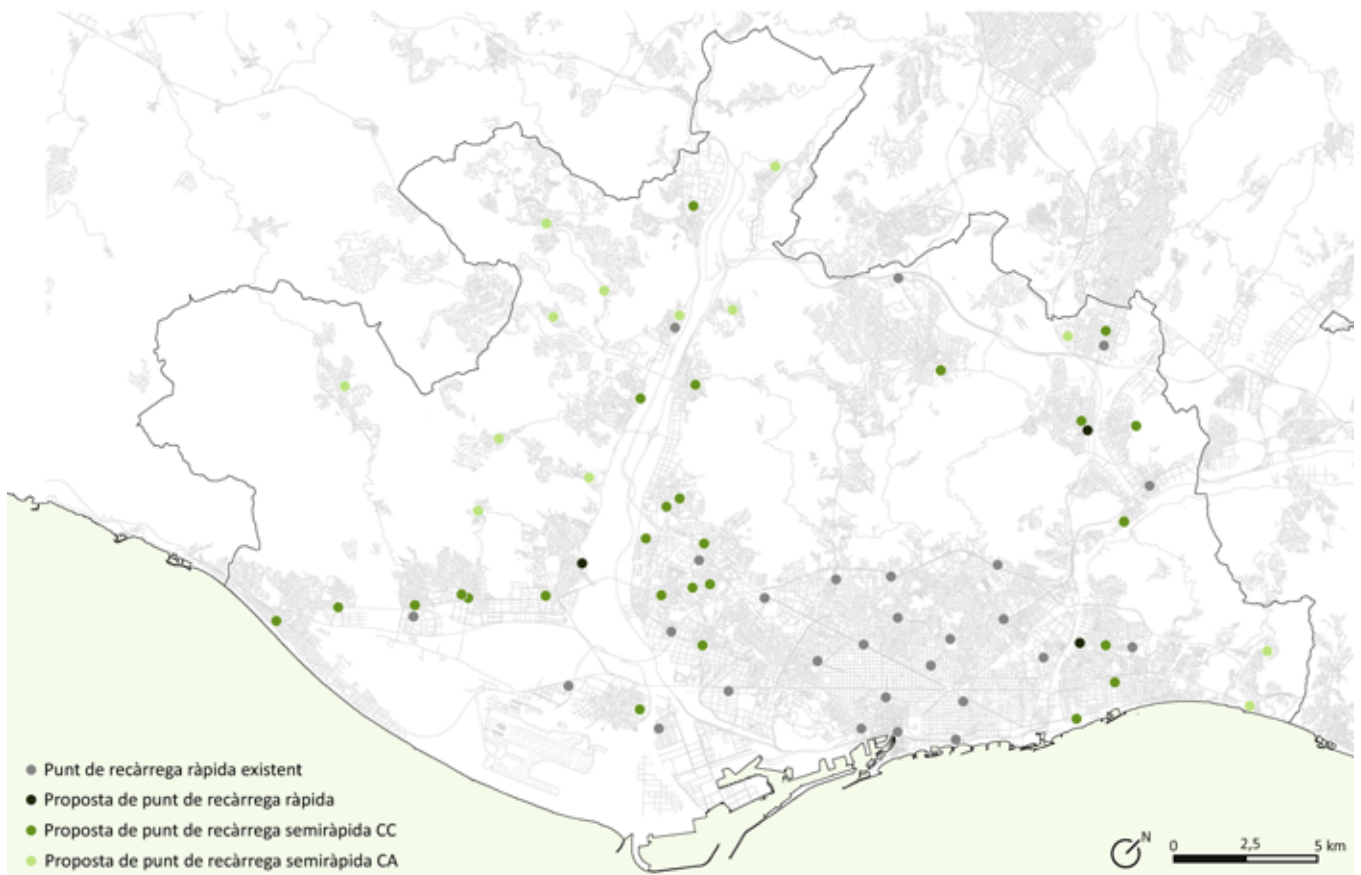 Punt de recàrrega ràpida existent
Proposta de punt de recàrrega ràpida
Proposta de punt de recàrrega semiràpida CC
Proposta de punt de recàrrega semiràpida CA
N
0 2,5 5 km